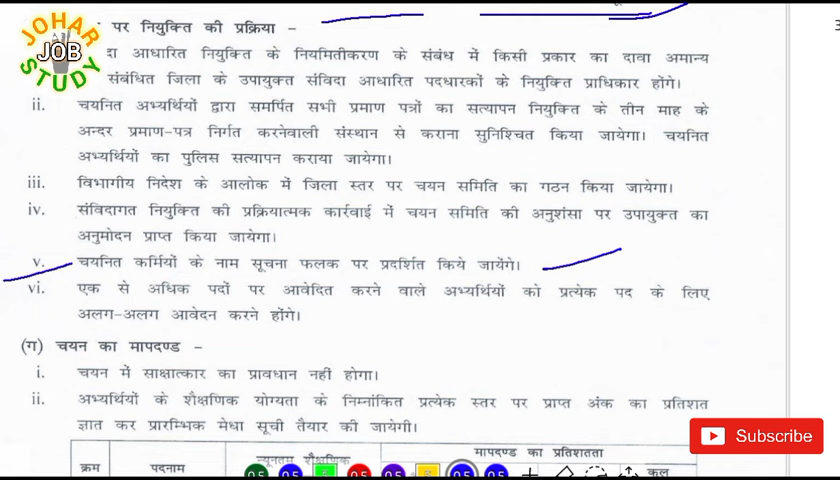 पर नियुक्ति की प्रक्रिया –
JOHAR
JOB
STUDY
आधारित नियुक्ति के नियमितीकरण के संबंध में किसी प्रकार का दावा अमान्य
संबंधित जिला के उपायुक्त संविदा आधारित पदधारकों के नियुक्ति प्राधिकार होंगे।
ii. चयनित अभ्यर्थियों द्वारा समर्पित सभी प्रमाण पत्रों का सत्यापन नियुक्ति के तीन माह के
अन्दर प्रमाण-पत्र निर्गत करनेवाली संस्थान से कराना सुनिश्चित किया जायेगा। चयनित
अभ्यर्थियों का पुलिस सत्यापन कराया जायेगा।
iii. विभागीय निदेश के आलोक में जिला स्तर पर चयन समिति का गठन किया जायेगा।
iv. संविदागत नियुक्ति की प्रक्रियात्मक कार्रवाई में चयन समिति की अनुशंसा पर उपायुक्त का
अनुमोदन प्राप्त किया जायेगा।
v. चयनित कर्मियों के नाम सूचना फलक पर प्रदर्शित किये जायेंगे।
vi. एक से अधिक पदों पर आवेदित करने वाले अभ्यर्थियों को प्रत्येक पद के लिए
अलग-अलग आवेदन करने होंगे।
(ग) चयन का मापदण्ड –
i. चयन में साक्षात्कार का प्रावधान नहीं होगा।
ii. अभ्यर्थियों के शैक्षणिक योग्यता के निम्नांकित प्रत्येक स्तर पर प्राप्त अंक का प्रतिशत
ज्ञात कर प्रारम्भिक मेधा सूची तैयार की जायेगी।
Subscribe
क्रम पदनाम न्यूनतम शैक्षणिक मापदण्ड का प्रतिशतता
कुल